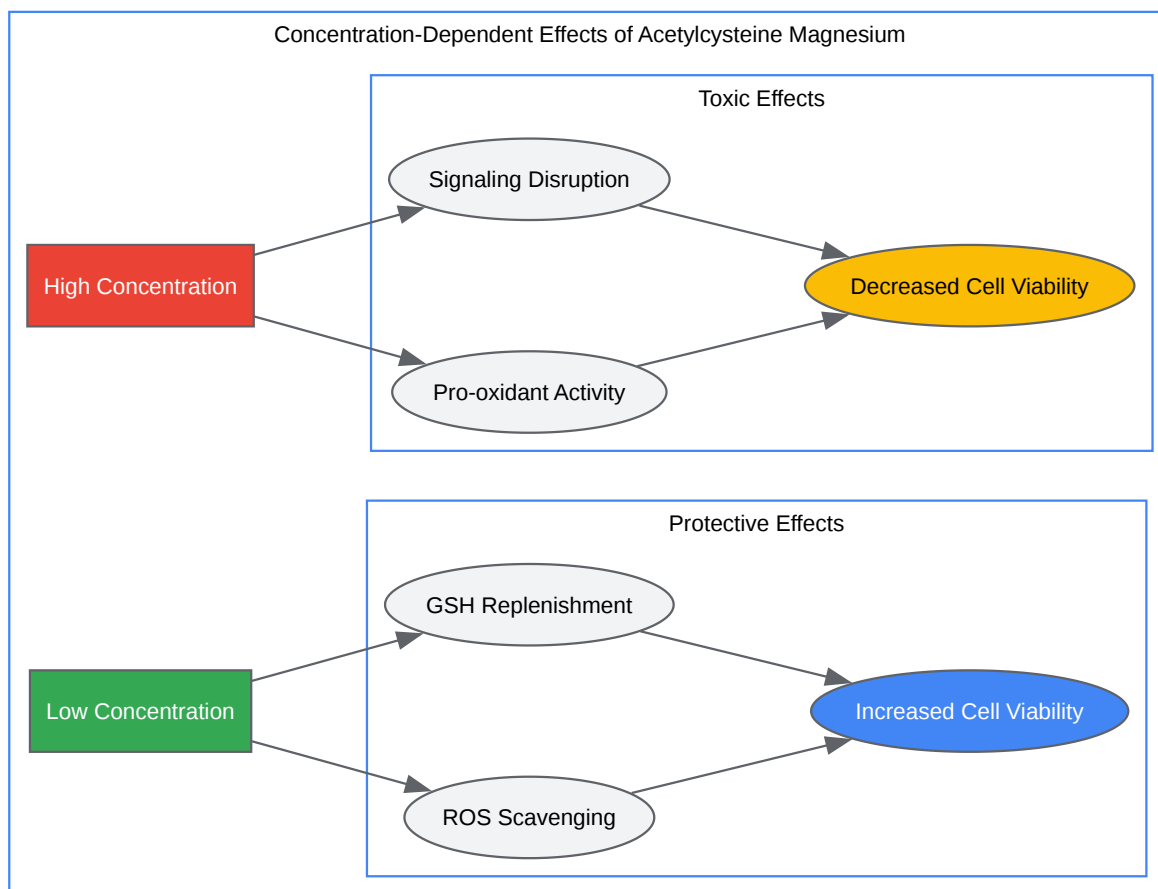 Concentration-Dependent Effects of Acetylcysteine Magnesium
Toxic Effects
Signaling Disruption
High Concentration
Decreased Cell Viability
Pro-oxidant Activity
Protective Effects
GSH Replenishment
Low Concentration
Increased Cell Viability
ROS Scavenging